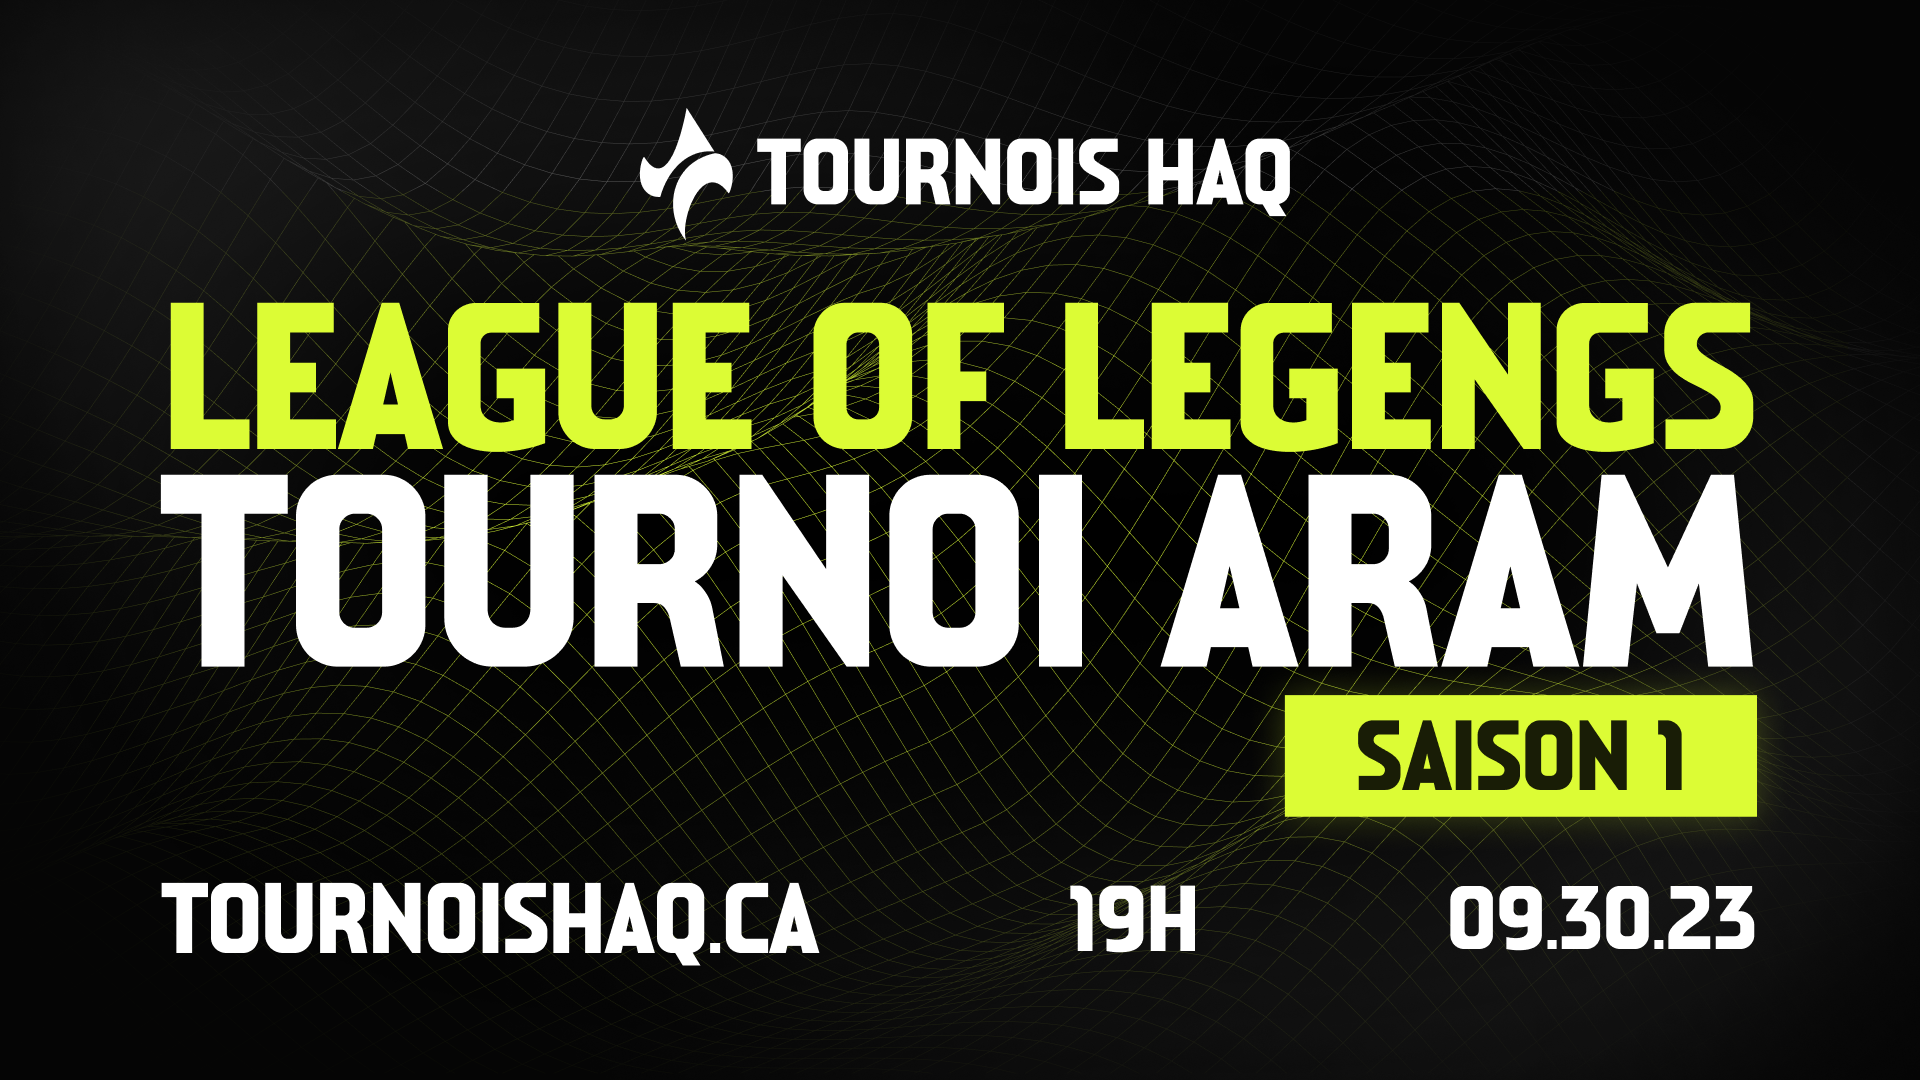 TOURNOIS HAQ
LEAGUE OF LEGENGS
TOURNOI ARAM
SAISON 1
TOURNOISHAQ.CA 19H 09.30.23